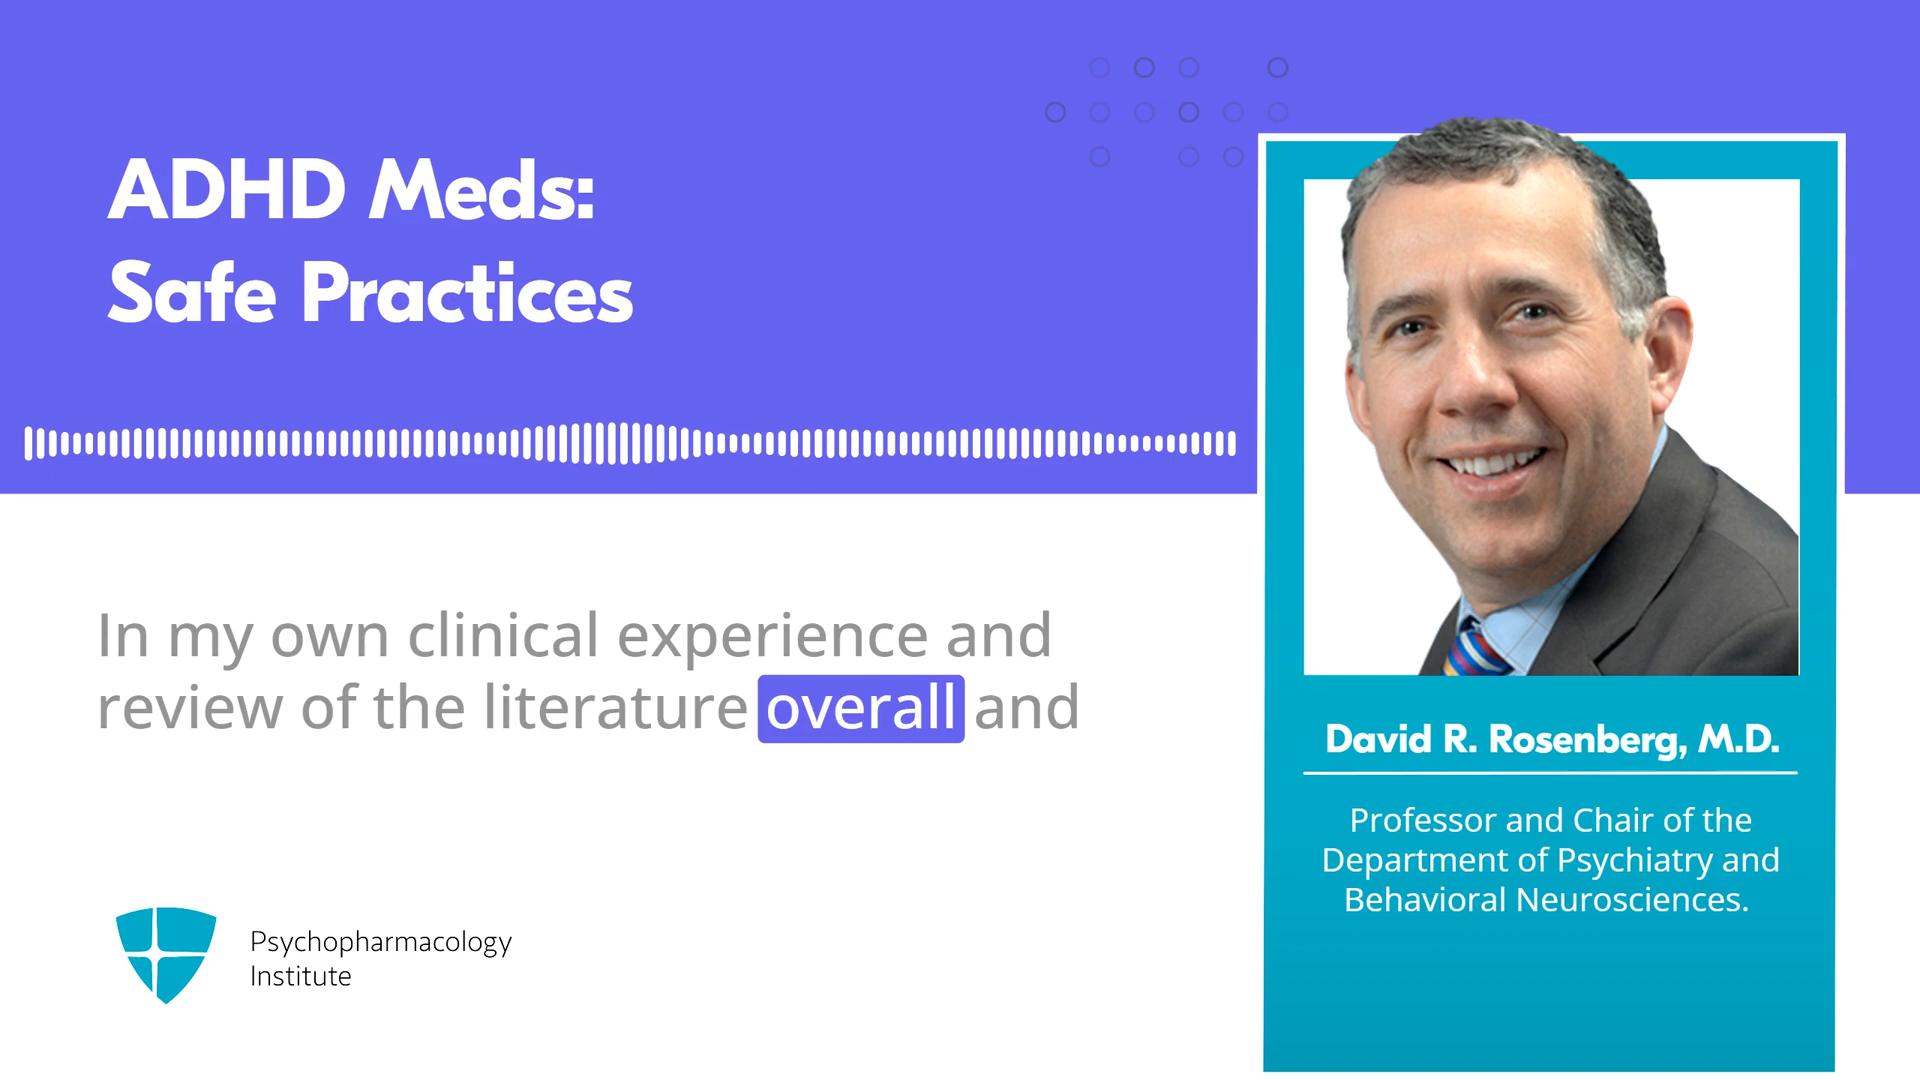 ADHD Meds:
Safe Practices
In my own clinical experience and
review of the literature overall and
David R. Rosenberg, M.D.
Professor and Chair of the
Department of Psychiatry and
Behavioral Neurosciences.
Psychopharmacology
Institute